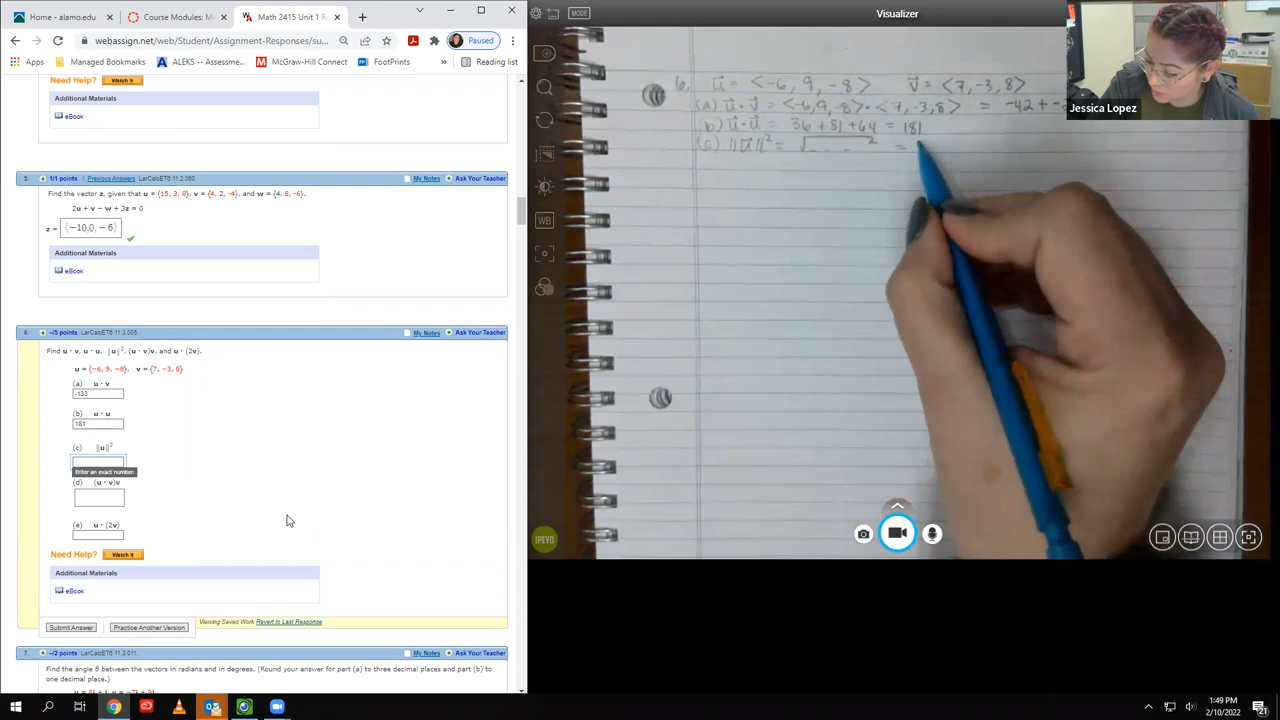 Home - alamo.edu
Course Modules: M
Math 2415 Unit 1 R
webassign.net/web/Student/Assignment-Responses/su...
Paused
Apps
Managed Bookmarks
ALEKS -- Assessme...
McGraw-Hill Connect
FootPrints
Reading list
Need Help? Watch It
Additional Materials
eBook
5. 1/1 points Previous Answers LarCalcET6 11.2.060. My Notes Ask Your Teacher
Find the vector z, given that u = ⟨15, 3, 8⟩, v = ⟨4, 2, -4⟩, and w = ⟨4, 8, -6⟩.
2u + v − w + 3z = 0
z = ⟨−10,0, − 6⟩
Additional Materials
eBook
6. –/5 points LarCalcET6 11.3.005. My Notes Ask Your Teacher
Find u · v, u · u, ||u||², (u · v)v, and u · (2v).
u = ⟨-6, 9, -8⟩, v = ⟨7, -3, 8⟩
(a) u · v
-133
(b) u · u
181
(c) ||u||²
Enter an exact number.
(d) (u · v)v
(e) u · (2v)
Need Help? Watch It
Additional Materials
eBook
Viewing Saved Work Revert to Last Response
Submit Answer Practice Another Version
7. –/2 points LarCalcET6 11.3.011. My Notes Ask Your Teacher
Find the angle θ between the vectors in radians and in degrees. (Round your answer for part (a) to three decimal places and part (b) to
one decimal place.)
MODE
Visualizer
WB
IPEVO
Jessica Lopez
6. u = <-6, 9, -8> v = <7, -3, 8>
(a) u · v = <-6, 9, -8> · <7, -3, 8> = -42 + -
(b) u · u = 36 + 81 + 64 = 181
(c) ||u||² = √_ _ _ ² =
1:49 PM
2/10/2022
21